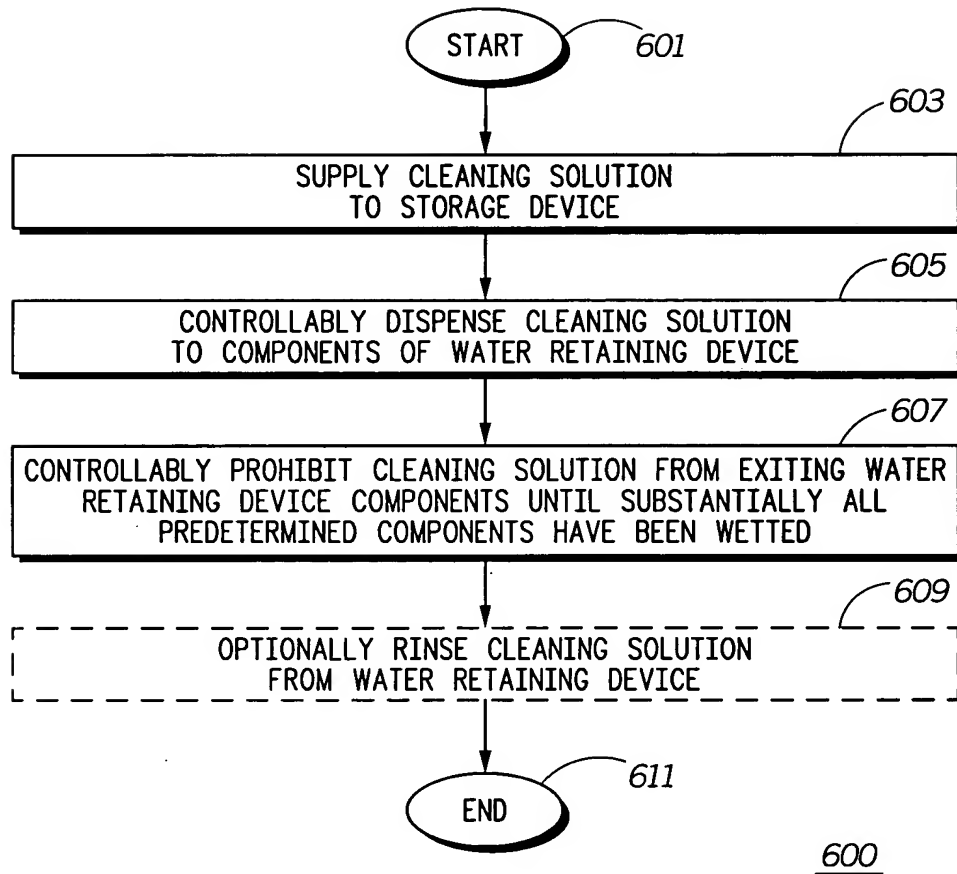 START
601
603
SUPPLY CLEANING SOLUTION
TO STORAGE DEVICE
605
CONTROLLABLY DISPENSE CLEANING SOLUTION
TO COMPONENTS OF WATER RETAINING DEVICE
607
CONTROLLABLY PROHIBIT CLEANING SOLUTION FROM EXITING WATER
RETAINING DEVICE COMPONENTS UNTIL SUBSTANTIALLY ALL
PREDETERMINED COMPONENTS HAVE BEEN WETTED
609
OPTIONALLY RINSE CLEANING SOLUTION
FROM WATER RETAINING DEVICE
END
611
600